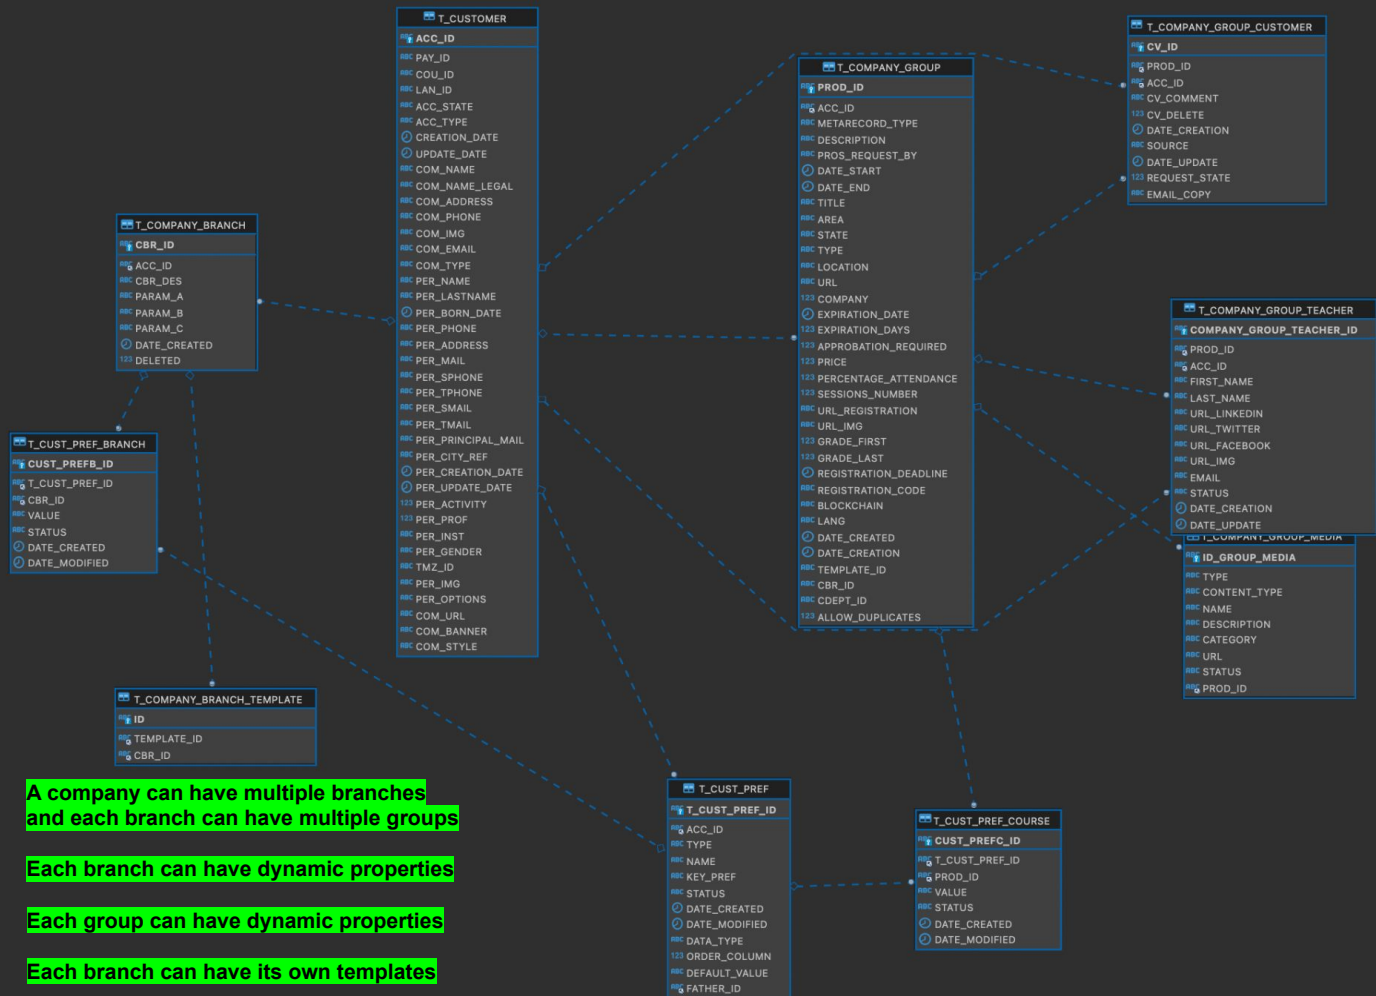 T_CUSTOMER
ACC_ID
PAY_ID
COU_ID
LAN_ID
ACC_STATE
ACC_TYPE
CREATION_DATE
UPDATE_DATE
COM_NAME
COM_NAME_LEGAL
COM_ADDRESS
COM_PHONE
COM_IMG
COM_EMAIL
COM_TYPE
PER_NAME
PER_LASTNAME
PER_BORN_DATE
PER_PHONE
PER_ADDRESS
PER_MAIL
PER_SPHONE
PER_TPHONE
PER_SMAIL
PER_TMAIL
PER_PRINCIPAL_MAIL
PER_CITY_REF
PER_CREATION_DATE
PER_UPDATE_DATE
PER_ACTIVITY
PER_PROF
PER_INST
PER_GENDER
TMZ_ID
PER_IMG
PER_OPTIONS
COM_URL
COM_BANNER
COM_STYLE
T_COMPANY_GROUP
PROD_ID
ACC_ID
METARECORD_TYPE
DESCRIPTION
PROS_REQUEST_BY
DATE_START
DATE_END
TITLE
AREA
STATE
TYPE
LOCATION
URL
COMPANY
EXPIRATION_DATE
EXPIRATION_DAYS
APPROBATION_REQUIRED
PRICE
PERCENTAGE_ATTENDANCE
SESSIONS_NUMBER
URL_REGISTRATION
URL_IMG
GRADE_FIRST
GRADE_LAST
REGISTRATION_DEADLINE
REGISTRATION_CODE
BLOCKCHAIN
LANG
DATE_CREATED
DATE_CREATION
TEMPLATE_ID
CBR_ID
CDEPT_ID
ALLOW_DUPLICATES
T_COMPANY_GROUP_CUSTOMER
CV_ID
PROD_ID
ACC_ID
CV_COMMENT
CV_DELETE
DATE_CREATION
SOURCE
DATE_UPDATE
REQUEST_STATE
EMAIL_COPY
T_COMPANY_BRANCH
CBR_ID
ACC_ID
CBR_DES
PARAM_A
PARAM_B
PARAM_C
DATE_CREATED
DELETED
T_COMPANY_GROUP_TEACHER
COMPANY_GROUP_TEACHER_ID
PROD_ID
ACC_ID
FIRST_NAME
LAST_NAME
URL_LINKEDIN
URL_TWITTER
URL_FACEBOOK
URL_IMG
EMAIL
STATUS
DATE_CREATION
DATE_UPDATE
T_COMPANY_GROUP_MEDIA
ID_GROUP_MEDIA
TYPE
CONTENT_TYPE
NAME
DESCRIPTION
CATEGORY
URL
STATUS
PROD_ID
T_CUST_PREF_BRANCH
CUST_PREFB_ID
T_CUST_PREF_ID
CBR_ID
VALUE
STATUS
DATE_CREATED
DATE_MODIFIED
T_COMPANY_BRANCH_TEMPLATE
ID
TEMPLATE_ID
CBR_ID
T_CUST_PREF
T_CUST_PREF_ID
ACC_ID
TYPE
NAME
KEY_PREF
STATUS
DATE_CREATED
DATE_MODIFIED
DATA_TYPE
ORDER_COLUMN
DEFAULT_VALUE
FATHER_ID
T_CUST_PREF_COURSE
CUST_PREFC_ID
T_CUST_PREF_ID
PROD_ID
VALUE
STATUS
DATE_CREATED
DATE_MODIFIED
A company can have multiple branches
and each branch can have multiple groups
Each branch can have dynamic properties
Each group can have dynamic properties
Each branch can have its own templates